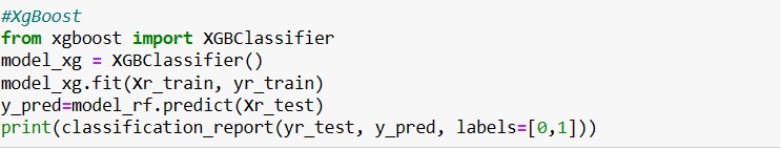 #XgBoost
from xgboost import XGBClassifier
model_xg = XGBClassifier()
model_xg.fit(Xr_train, yr_train)
y_pred=model_rf.predict(Xr_test)
print(classification_report(yr_test, y_pred, labels=[0,1]))